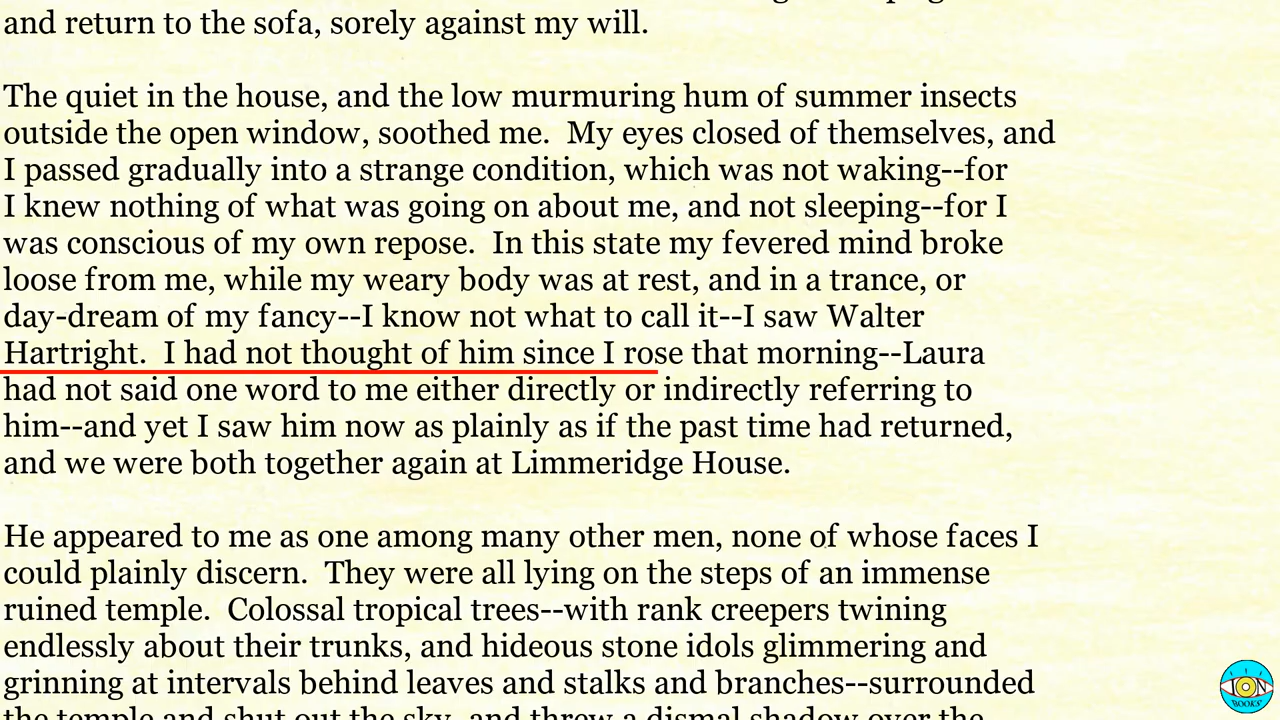 and return to the sofa, sorely against my will.
The quiet in the house, and the low murmuring hum of summer insects
outside the open window, soothed me.  My eyes closed of themselves, and
I passed gradually into a strange condition, which was not waking--for
I knew nothing of what was going on about me, and not sleeping--for I
was conscious of my own repose.  In this state my fevered mind broke
loose from me, while my weary body was at rest, and in a trance, or
day-dream of my fancy--I know not what to call it--I saw Walter
Hartright.  I had not thought of him since I rose that morning--Laura
had not said one word to me either directly or indirectly referring to
him--and yet I saw him now as plainly as if the past time had returned,
and we were both together again at Limmeridge House.
He appeared to me as one among many other men, none of whose faces I
could plainly discern.  They were all lying on the steps of an immense
ruined temple.  Colossal tropical trees--with rank creepers twining
endlessly about their trunks, and hideous stone idols glimmering and
grinning at intervals behind leaves and stalks and branches--surrounded
the temple and shut out the sky, and threw a dismal shadow over the
ION
BOOKS